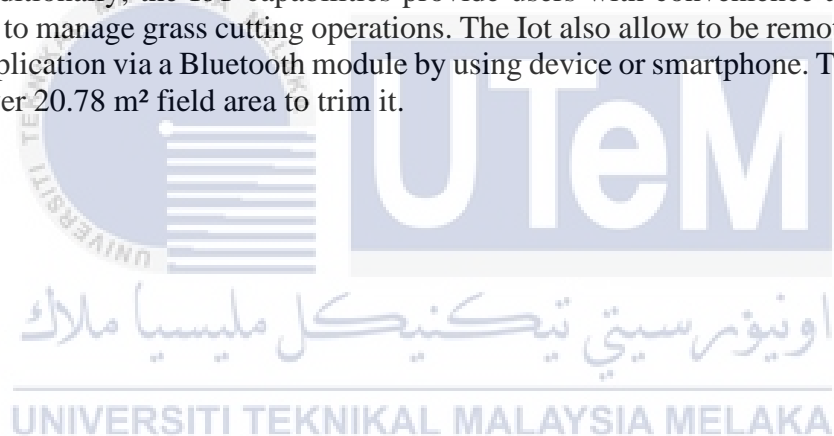 to manage grass cutting operations. The Iot also allow to be remo
plication via a Bluetooth module by using device or smartphone. T
er 20.78 m² field area to trim it.
UTeM
اونيۏرسيتي تيكنيكل مليسيا ملاك
UNIVERSITI TEKNIKAL MALAYSIA MELAKA